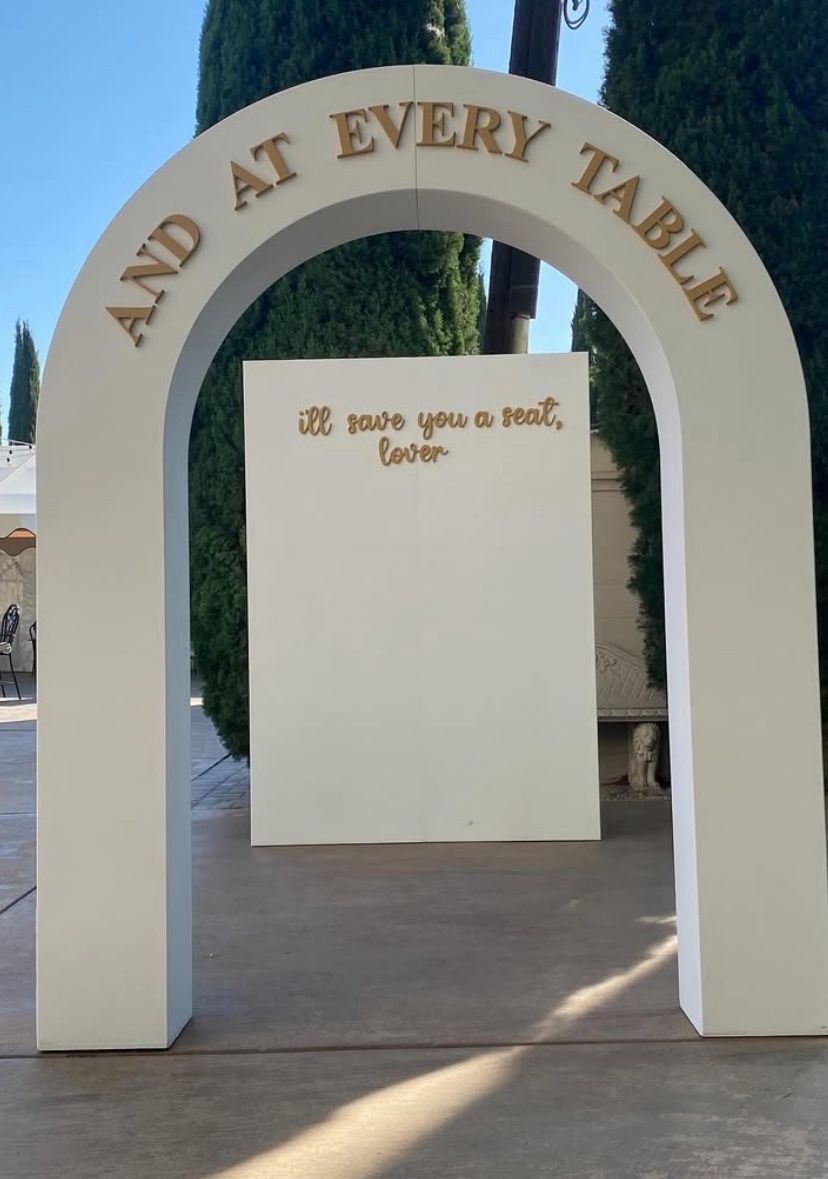 AND AT EVERY TABLE
ill save you a seat,
lover